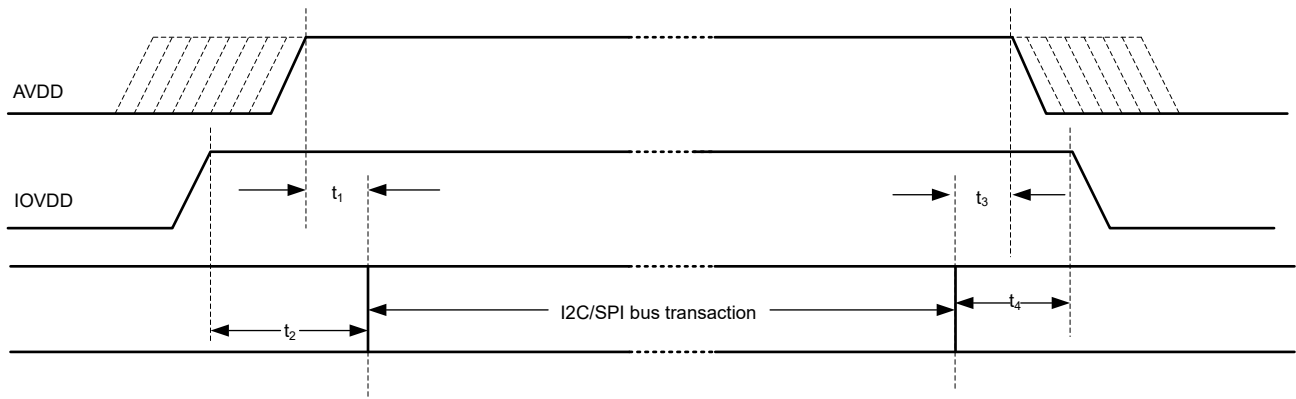 AVDD
IOVDD
t1
t3
I2C/SPI bus transaction
t2
t4